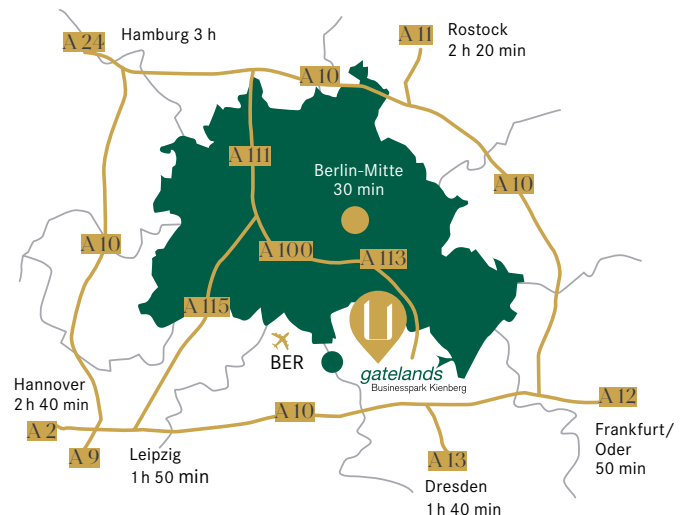 A 24
Hamburg 3 h
A 11
Rostock
2 h 20 min
A 10
A 111
Berlin-Mitte
30 min
A 10
A 10
A 100
A 113
A 115
BER
gatelands
Businesspark Kienberg
Hannover
2 h 40 min
A 2
A 10
A 12
A 9
Leipzig
1 h 50 min
A 13
Dresden
1 h 40 min
Frankfurt/
Oder
50 min